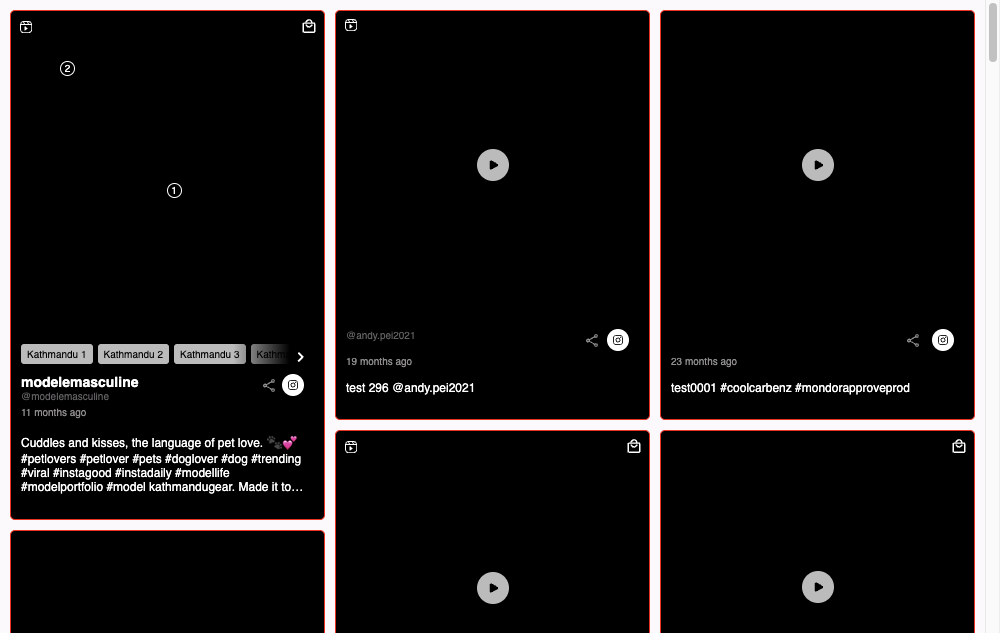 2
1
Kathmandu 1 Kathmandu 2 Kathmandu 3 Kathm
modelemasculine
@modelemasculine
11 months ago
Cuddles and kisses, the language of pet love. 🐾💕
#petlovers #petlover #pets #doglover #dog #trending
#viral #instagood #instadaily #modellife
#modelportfolio #model kathmandugear. Made it to…
@andy.pei2021
19 months ago
test 296 @andy.pei2021
23 months ago
test0001 #coolcarbenz #mondorapproveprod